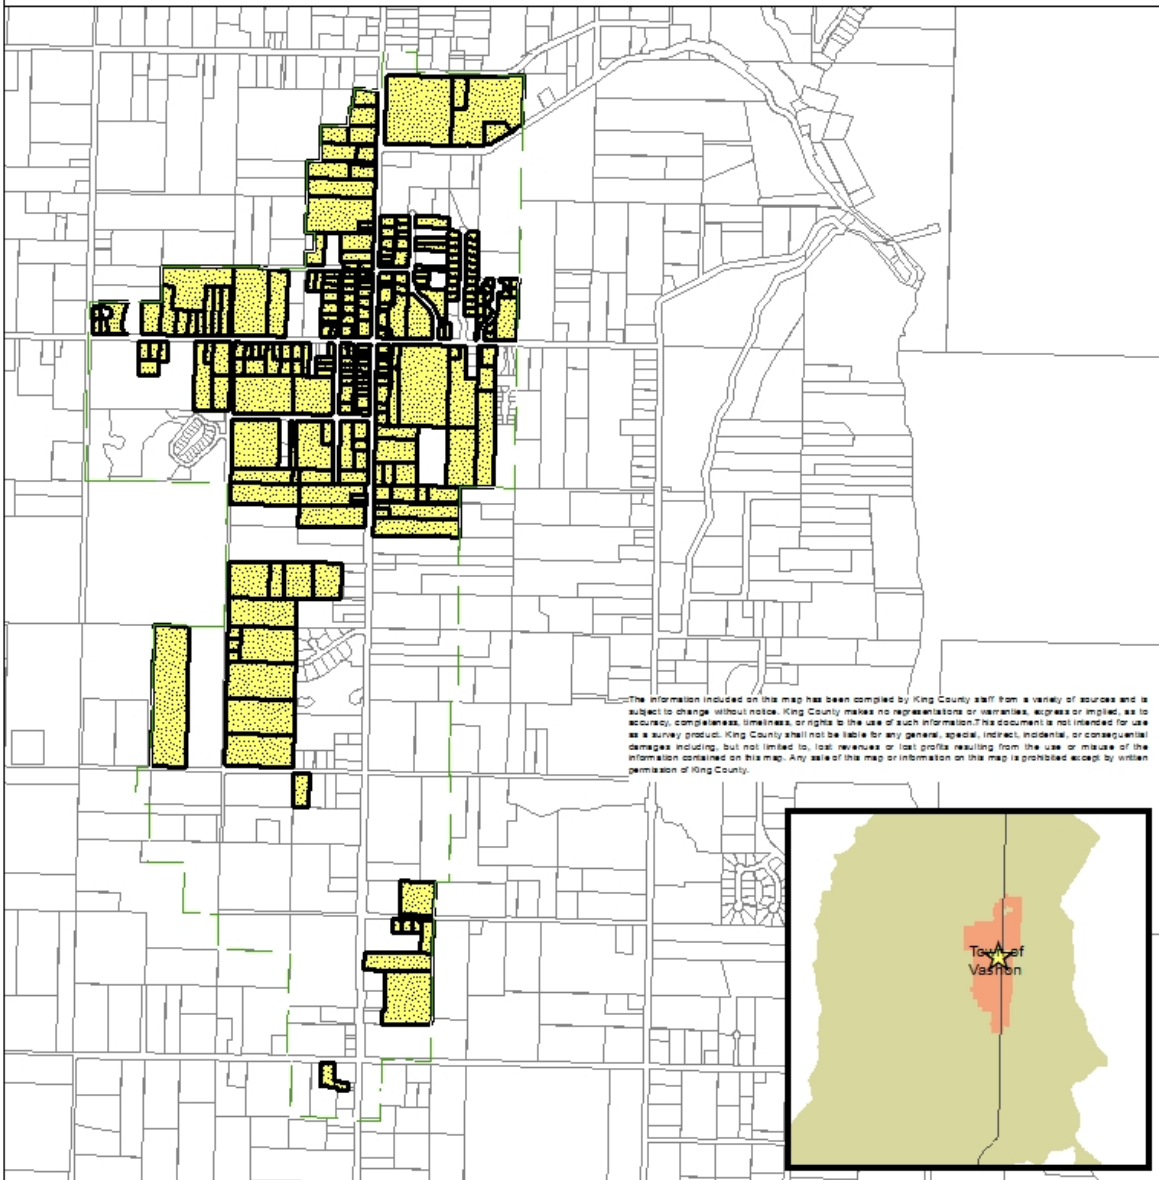 The information included on this map has been compiled by King County staff from a variety of sources and is
subject to change without notice. King County makes no representations or warranties, express or implied, as to
accuracy, completeness, timeliness, or rights to the use of such information.This document is not intended for use
as a survey product. King County shall not be liable for any general, special, indirect, incidental, or consequential
damages including, but not limited to, lost revenues or lost profits resulting from the use or misuse of the
information contained on this map. Any sale of this map or information on this map is prohibited except by written
permission of King County.
Town of
Vashon